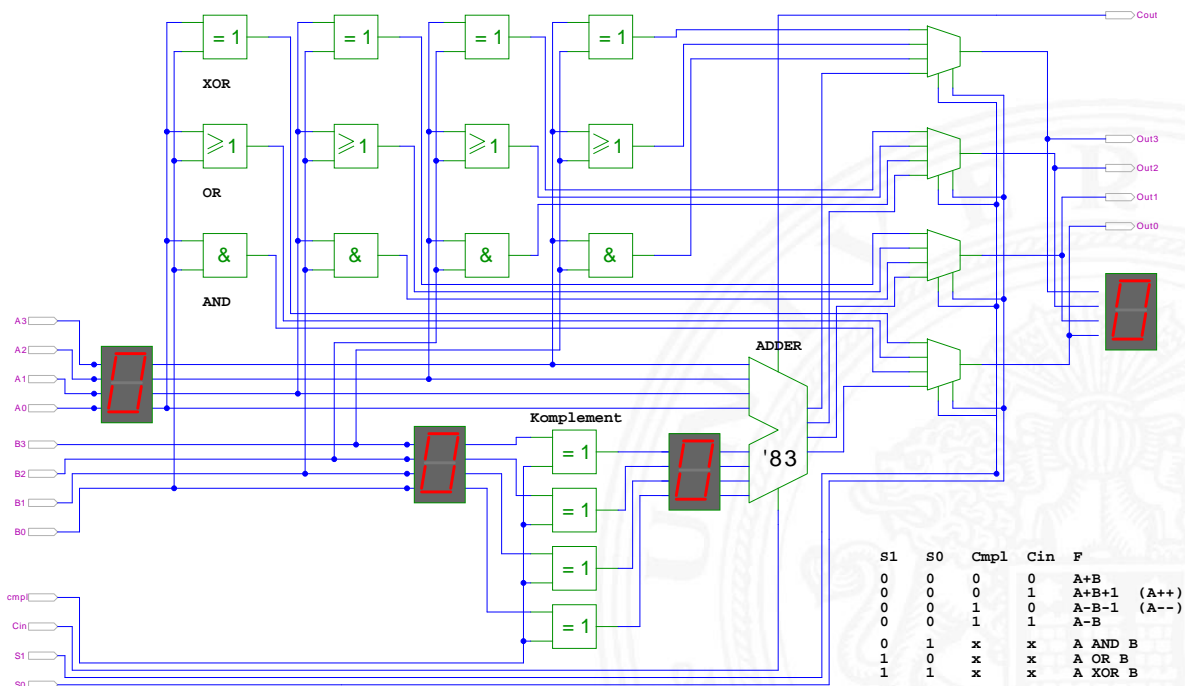 Cout
= 1 = 1 = 1 = 1
XOR
≥1 ≥1 ≥1 ≥1
OR
Out3
Out2
Out1
Out0
& & & &
AND
A3
A2
A1
A0
ADDER
'83
Komplement
B3
B2
B1
B0
= 1
= 1
= 1
= 1
cmpl
Cin
S1
S0
S1 S0 Cmpl Cin F
0 0 0 0 A+B
0 0 0 1 A+B+1 (A++)
0 0 1 0 A-B-1 (A--)
0 0 1 1 A-B
0 1 x x A AND B
1 0 x x A OR B
1 1 x x A XOR B